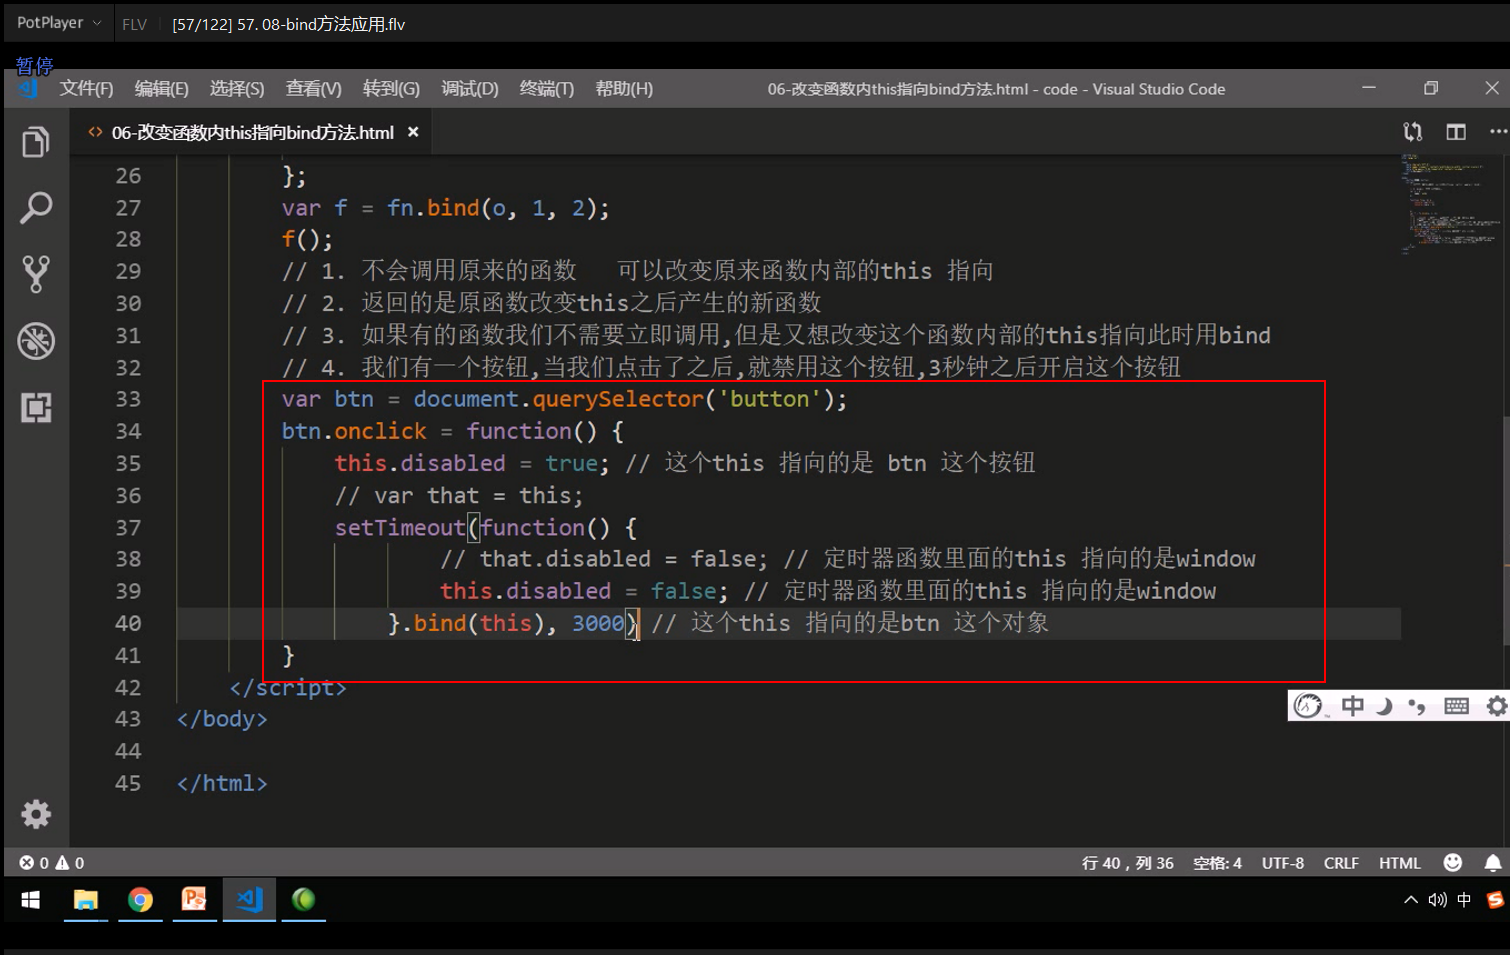 PotPlayer
FLV
[57/122] 57. 08-bind方法应用.flv
暂停
文件(F) 编辑(E) 选择(S) 查看(V) 转到(G) 调试(D) 终端(T) 帮助(H)
06-改变函数内this指向bind方法.html - code - Visual Studio Code
06-改变函数内this指向bind方法.html
26 };
27 var f = fn.bind(o, 1, 2);
28 f();
29 // 1. 不会调用原来的函数 可以改变原来函数内部的this 指向
30 // 2. 返回的是原函数改变this之后产生的新函数
31 // 3. 如果有的函数我们不需要立即调用,但是又想改变这个函数内部的this指向此时用bind
32 // 4. 我们有一个按钮,当我们点击了之后,就禁用这个按钮,3秒钟之后开启这个按钮
33 var btn = document.querySelector('button');
34 btn.onclick = function() {
35 this.disabled = true; // 这个this 指向的是 btn 这个按钮
36 // var that = this;
37 setTimeout(function() {
38 // that.disabled = false; // 定时器函数里面的this 指向的是window
39 this.disabled = false; // 定时器函数里面的this 指向的是window
40 }.bind(this), 3000) // 这个this 指向的是btn 这个对象
41 }
42 </script>
43 </body>
44
45 </html>
中
0 0
行 40，列 36 空格: 4 UTF-8 CRLF HTML
中